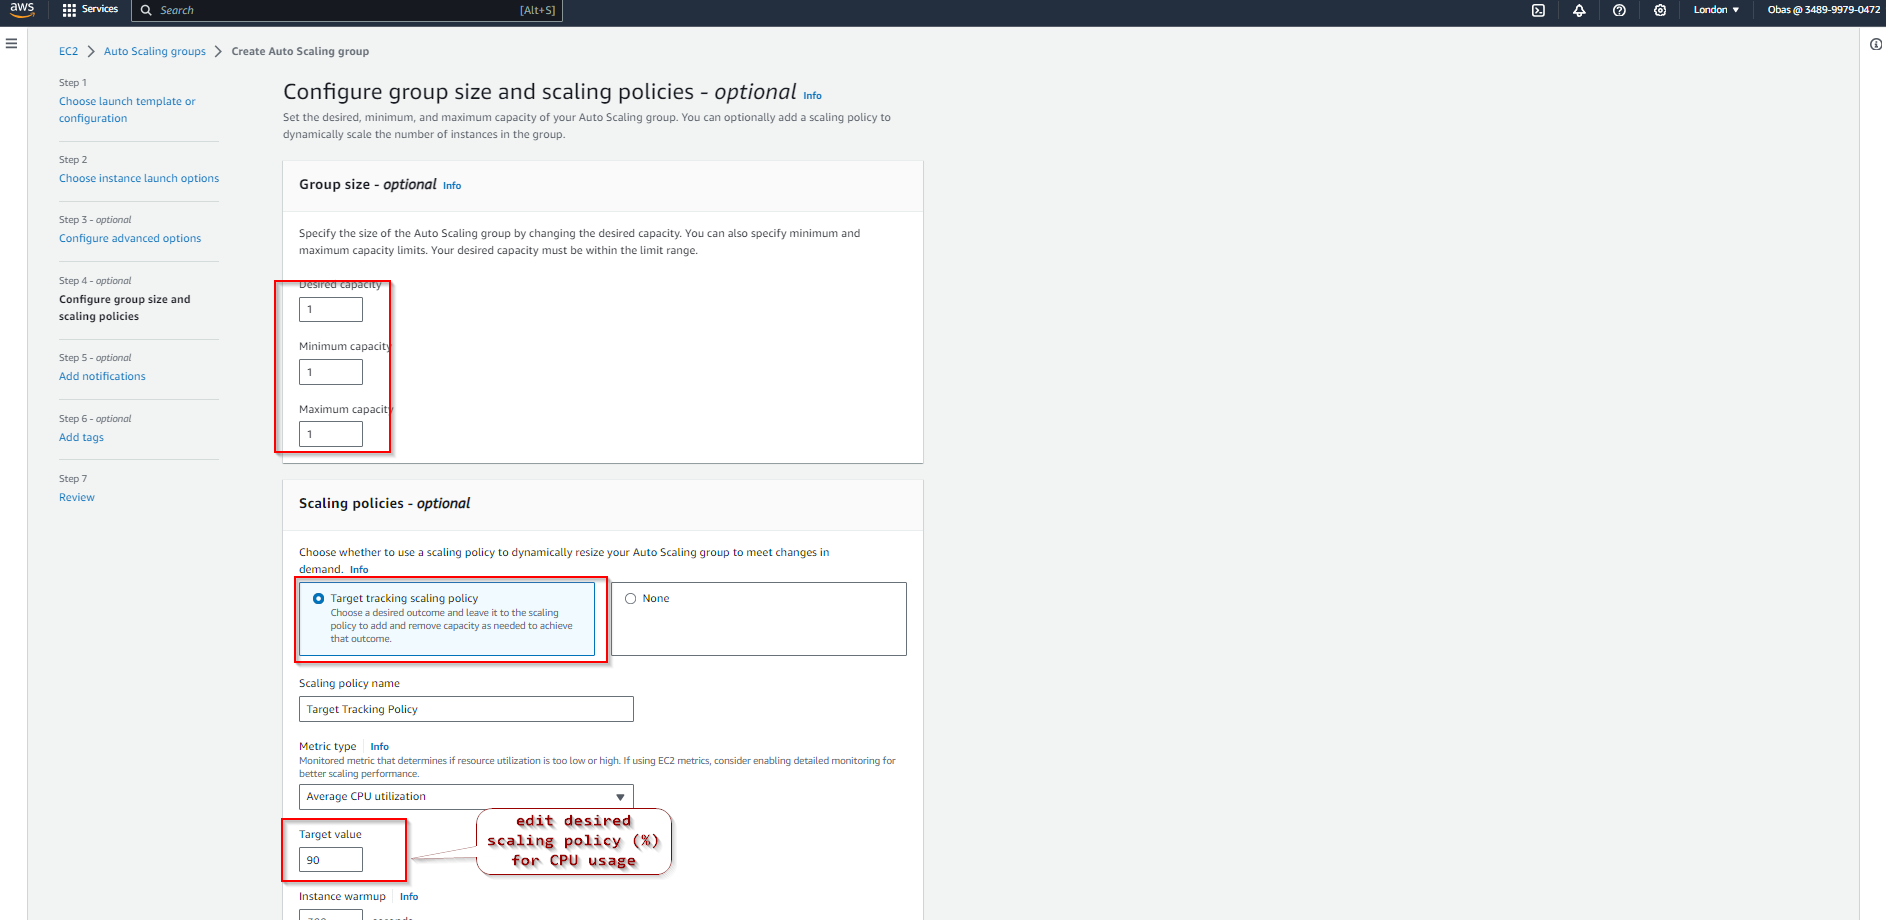 aws
Services
Search
[Alt+S]
London
Obas @ 3489-9979-0472
EC2
Auto Scaling groups
Create Auto Scaling group
Step 1
Choose launch template or
configuration
Step 2
Choose instance launch options
Step 3 - optional
Configure advanced options
Step 4 - optional
Configure group size and
scaling policies
Step 5 - optional
Add notifications
Step 6 - optional
Add tags
Step 7
Review
Configure group size and scaling policies - optional Info
Set the desired, minimum, and maximum capacity of your Auto Scaling group. You can optionally add a scaling policy to
dynamically scale the number of instances in the group.
Group size - optional Info
Specify the size of the Auto Scaling group by changing the desired capacity. You can also specify minimum and
maximum capacity limits. Your desired capacity must be within the limit range.
Desired capacity
1
Minimum capacity
1
Maximum capacity
1
Scaling policies - optional
Choose whether to use a scaling policy to dynamically resize your Auto Scaling group to meet changes in
demand. Info
Target tracking scaling policy
Choose a desired outcome and leave it to the scaling
policy to add and remove capacity as needed to achieve
that outcome.
None
Scaling policy name
Target Tracking Policy
Metric type Info
Monitored metric that determines if resource utilization is too low or high. If using EC2 metrics, consider enabling detailed monitoring for
better scaling performance.
Average CPU utilization
Target value
90
edit desired
scaling policy (%)
for CPU usage
Instance warmup Info